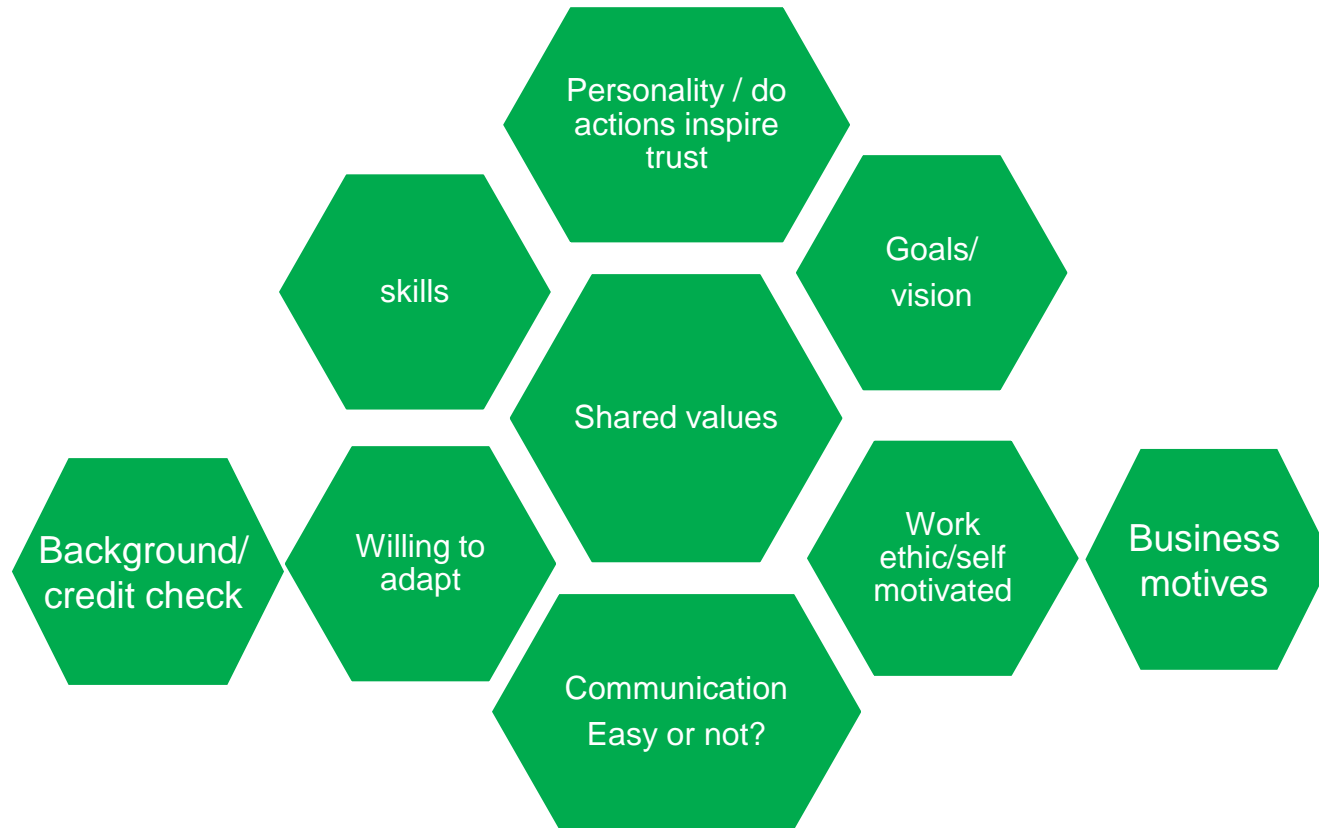 Personality / do
actions inspire
trust
Goals/
vision
skills
Shared values
Background/
credit check
Willing to
adapt
Work
ethic/self
motivated
Business
motives
Communication
Easy or not?